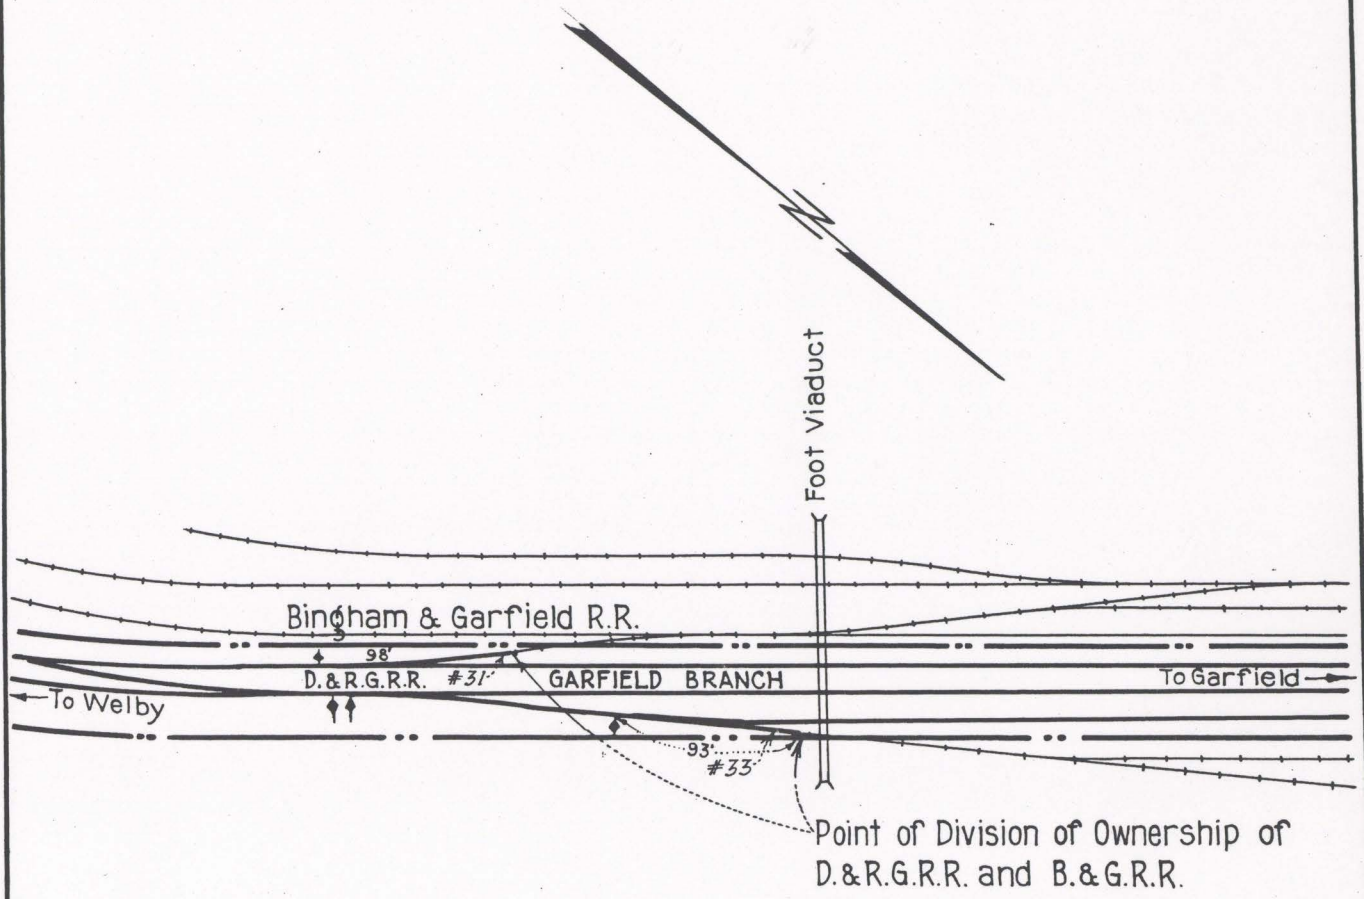 Foot Viaduct
Bingham & Garfield R.R.
98'
D.&R.G.R.R. #31 GARFIELD BRANCH
To Garfield
To Welby
93'
#33
Point of Division of Ownership of
D.&R.G.R.R. and B.&G.R.R.